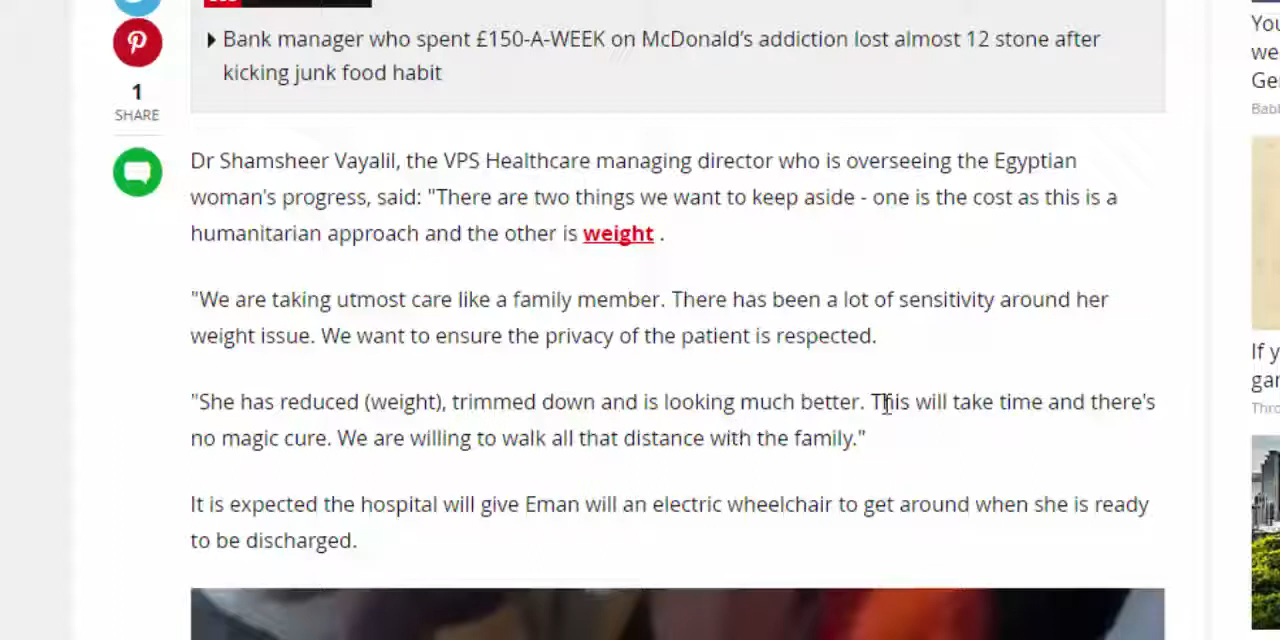 Bank manager who spent £150-A-WEEK on McDonald's addiction lost almost 12 stone after
kicking junk food habit
1
SHARE
Dr Shamsheer Vayalil, the VPS Healthcare managing director who is overseeing the Egyptian
woman's progress, said: "There are two things we want to keep aside - one is the cost as this is a
humanitarian approach and the other is weight .
"We are taking utmost care like a family member. There has been a lot of sensitivity around her
weight issue. We want to ensure the privacy of the patient is respected.
"She has reduced (weight), trimmed down and is looking much better. This will take time and there's
no magic cure. We are willing to walk all that distance with the family."
It is expected the hospital will give Eman will an electric wheelchair to get around when she is ready
to be discharged.
You
we
If y